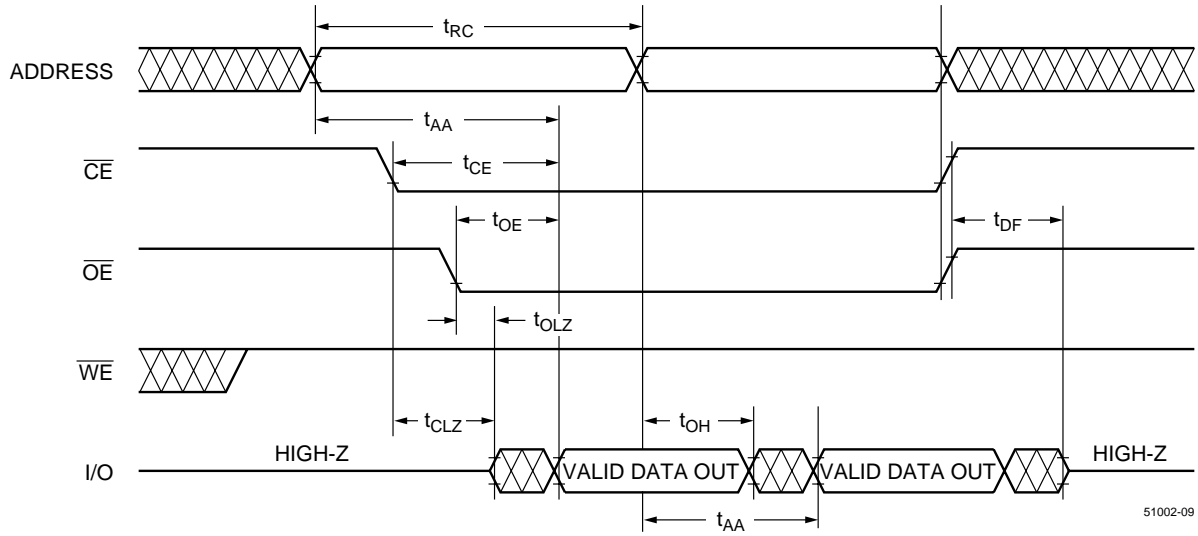 tRC
ADDRESS
tAA
CE
tCE
tOE
tDF
OE
tOLZ
WE
tCLZ
tOH
HIGH-Z
HIGH-Z
I/O
VALID DATA OUT
VALID DATA OUT
51002-09
tAA